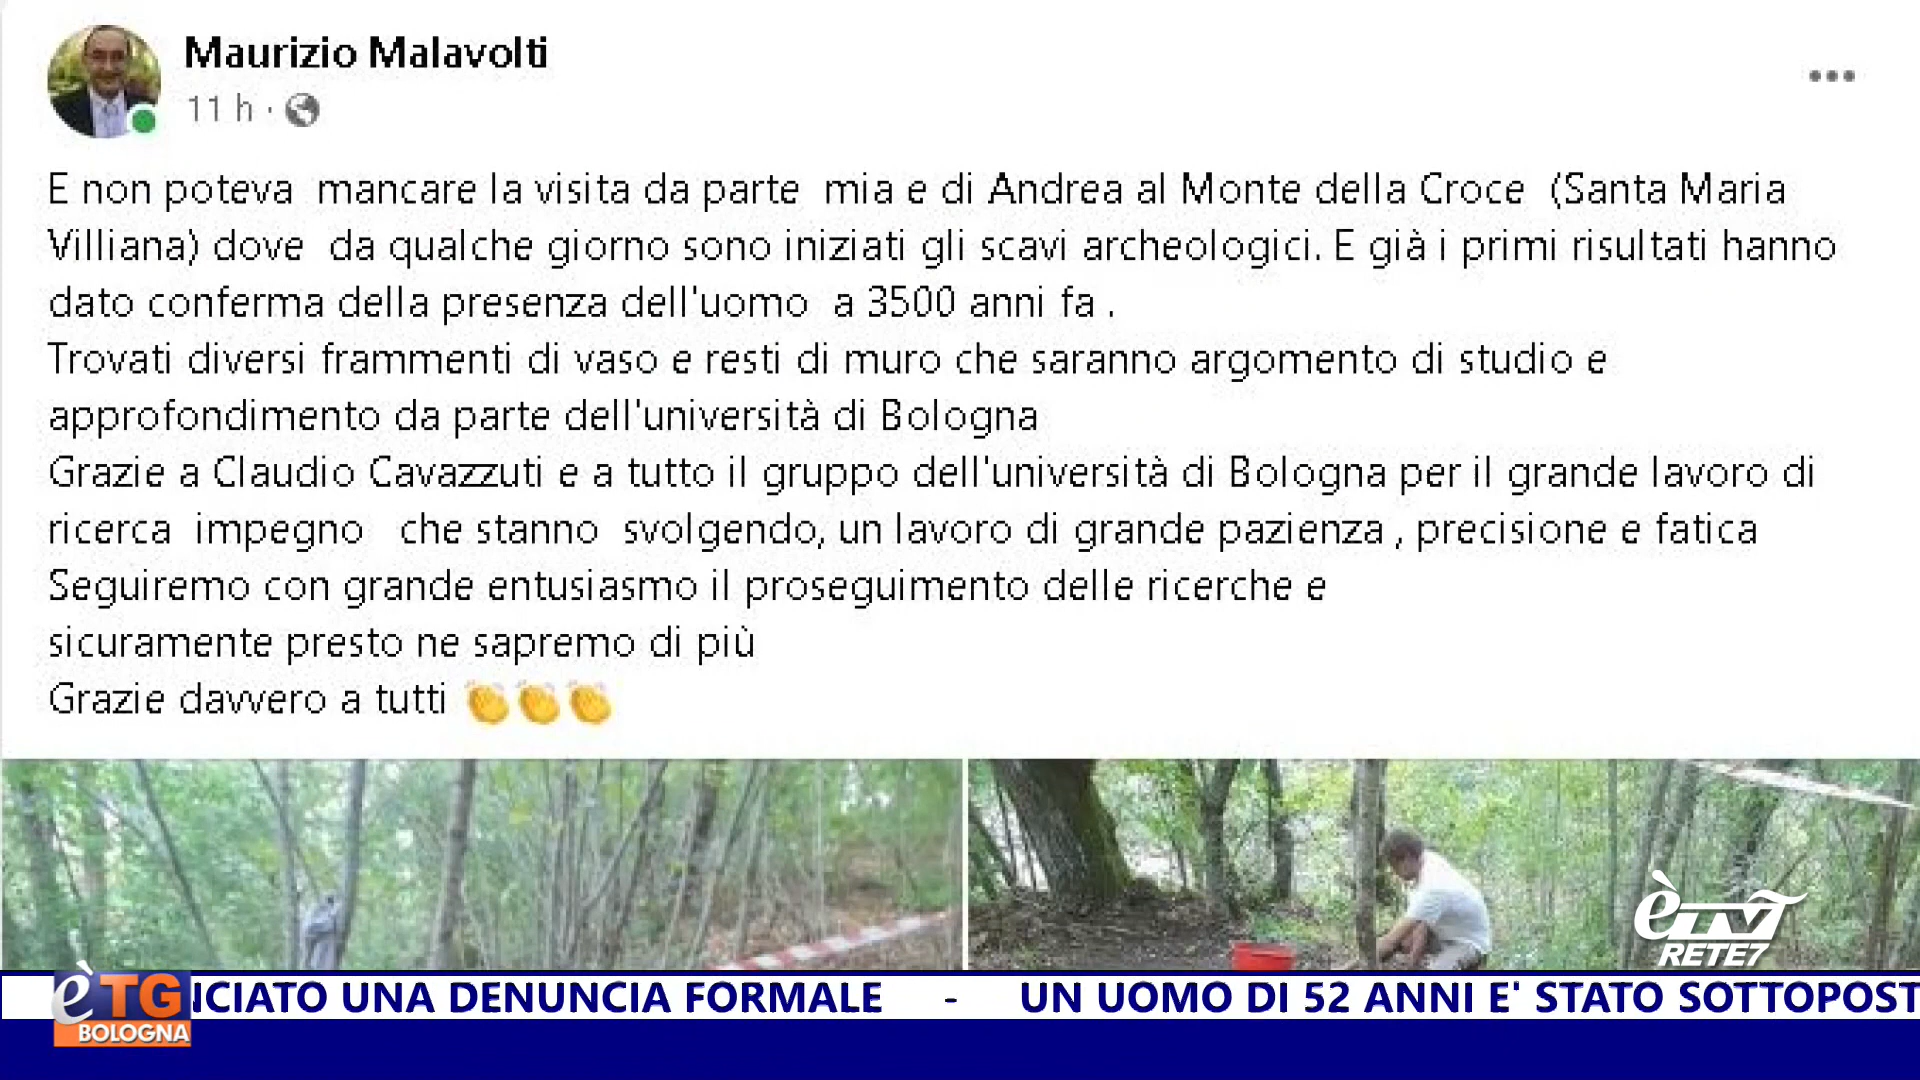 Maurizio Malavolti
11 h ·
E non poteva mancare la visita da parte mia e di Andrea al Monte della Croce (Santa Maria
Villiana) dove da qualche giorno sono iniziati gli scavi archeologici. E già i primi risultati hanno
dato conferma della presenza dell'uomo a 3500 anni fa .
Trovati diversi frammenti di vaso e resti di muro che saranno argomento di studio e
approfondimento da parte dell'università di Bologna
Grazie a Claudio Cavazzuti e a tutto il gruppo dell'università di Bologna per il grande lavoro di
ricerca impegno che stanno svolgendo, un lavoro di grande pazienza , precisione e fatica
Seguiremo con grande entusiasmo il proseguimento delle ricerche e
sicuramente presto ne sapremo di più
Grazie davvero a tutti 👏👏👏
èTV
RETE7
èTG
BOLOGNA
NCIATO UNA DENUNCIA FORMALE - UN UOMO DI 52 ANNI E' STATO SOTTOPOST